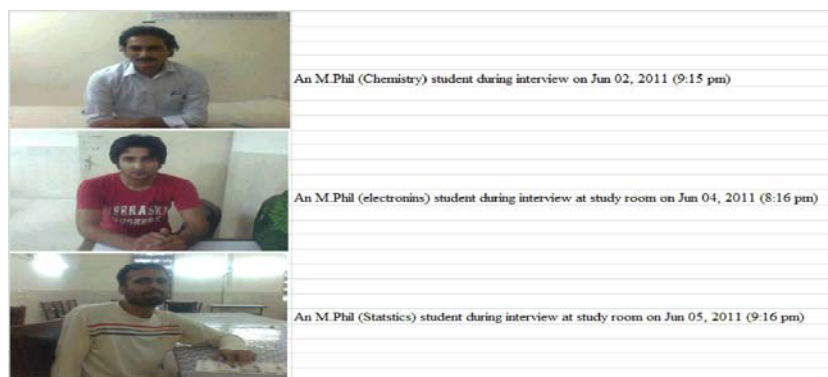 An M.Phil (Chemistry) student during interview on Jun 02, 2011 (9:15 pm)
NEBRASKA
An M.Phil (electronins) student during interview at study room on Jun 04, 2011 (8:16 pm)
An M.Phil (Statstics) student during interview at study room on Jun 05, 2011 (9:16 pm)